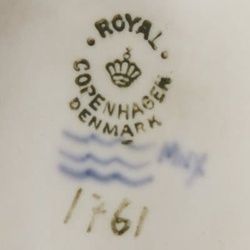 ROYAL
COPENHAGEN
DENMARK
1761